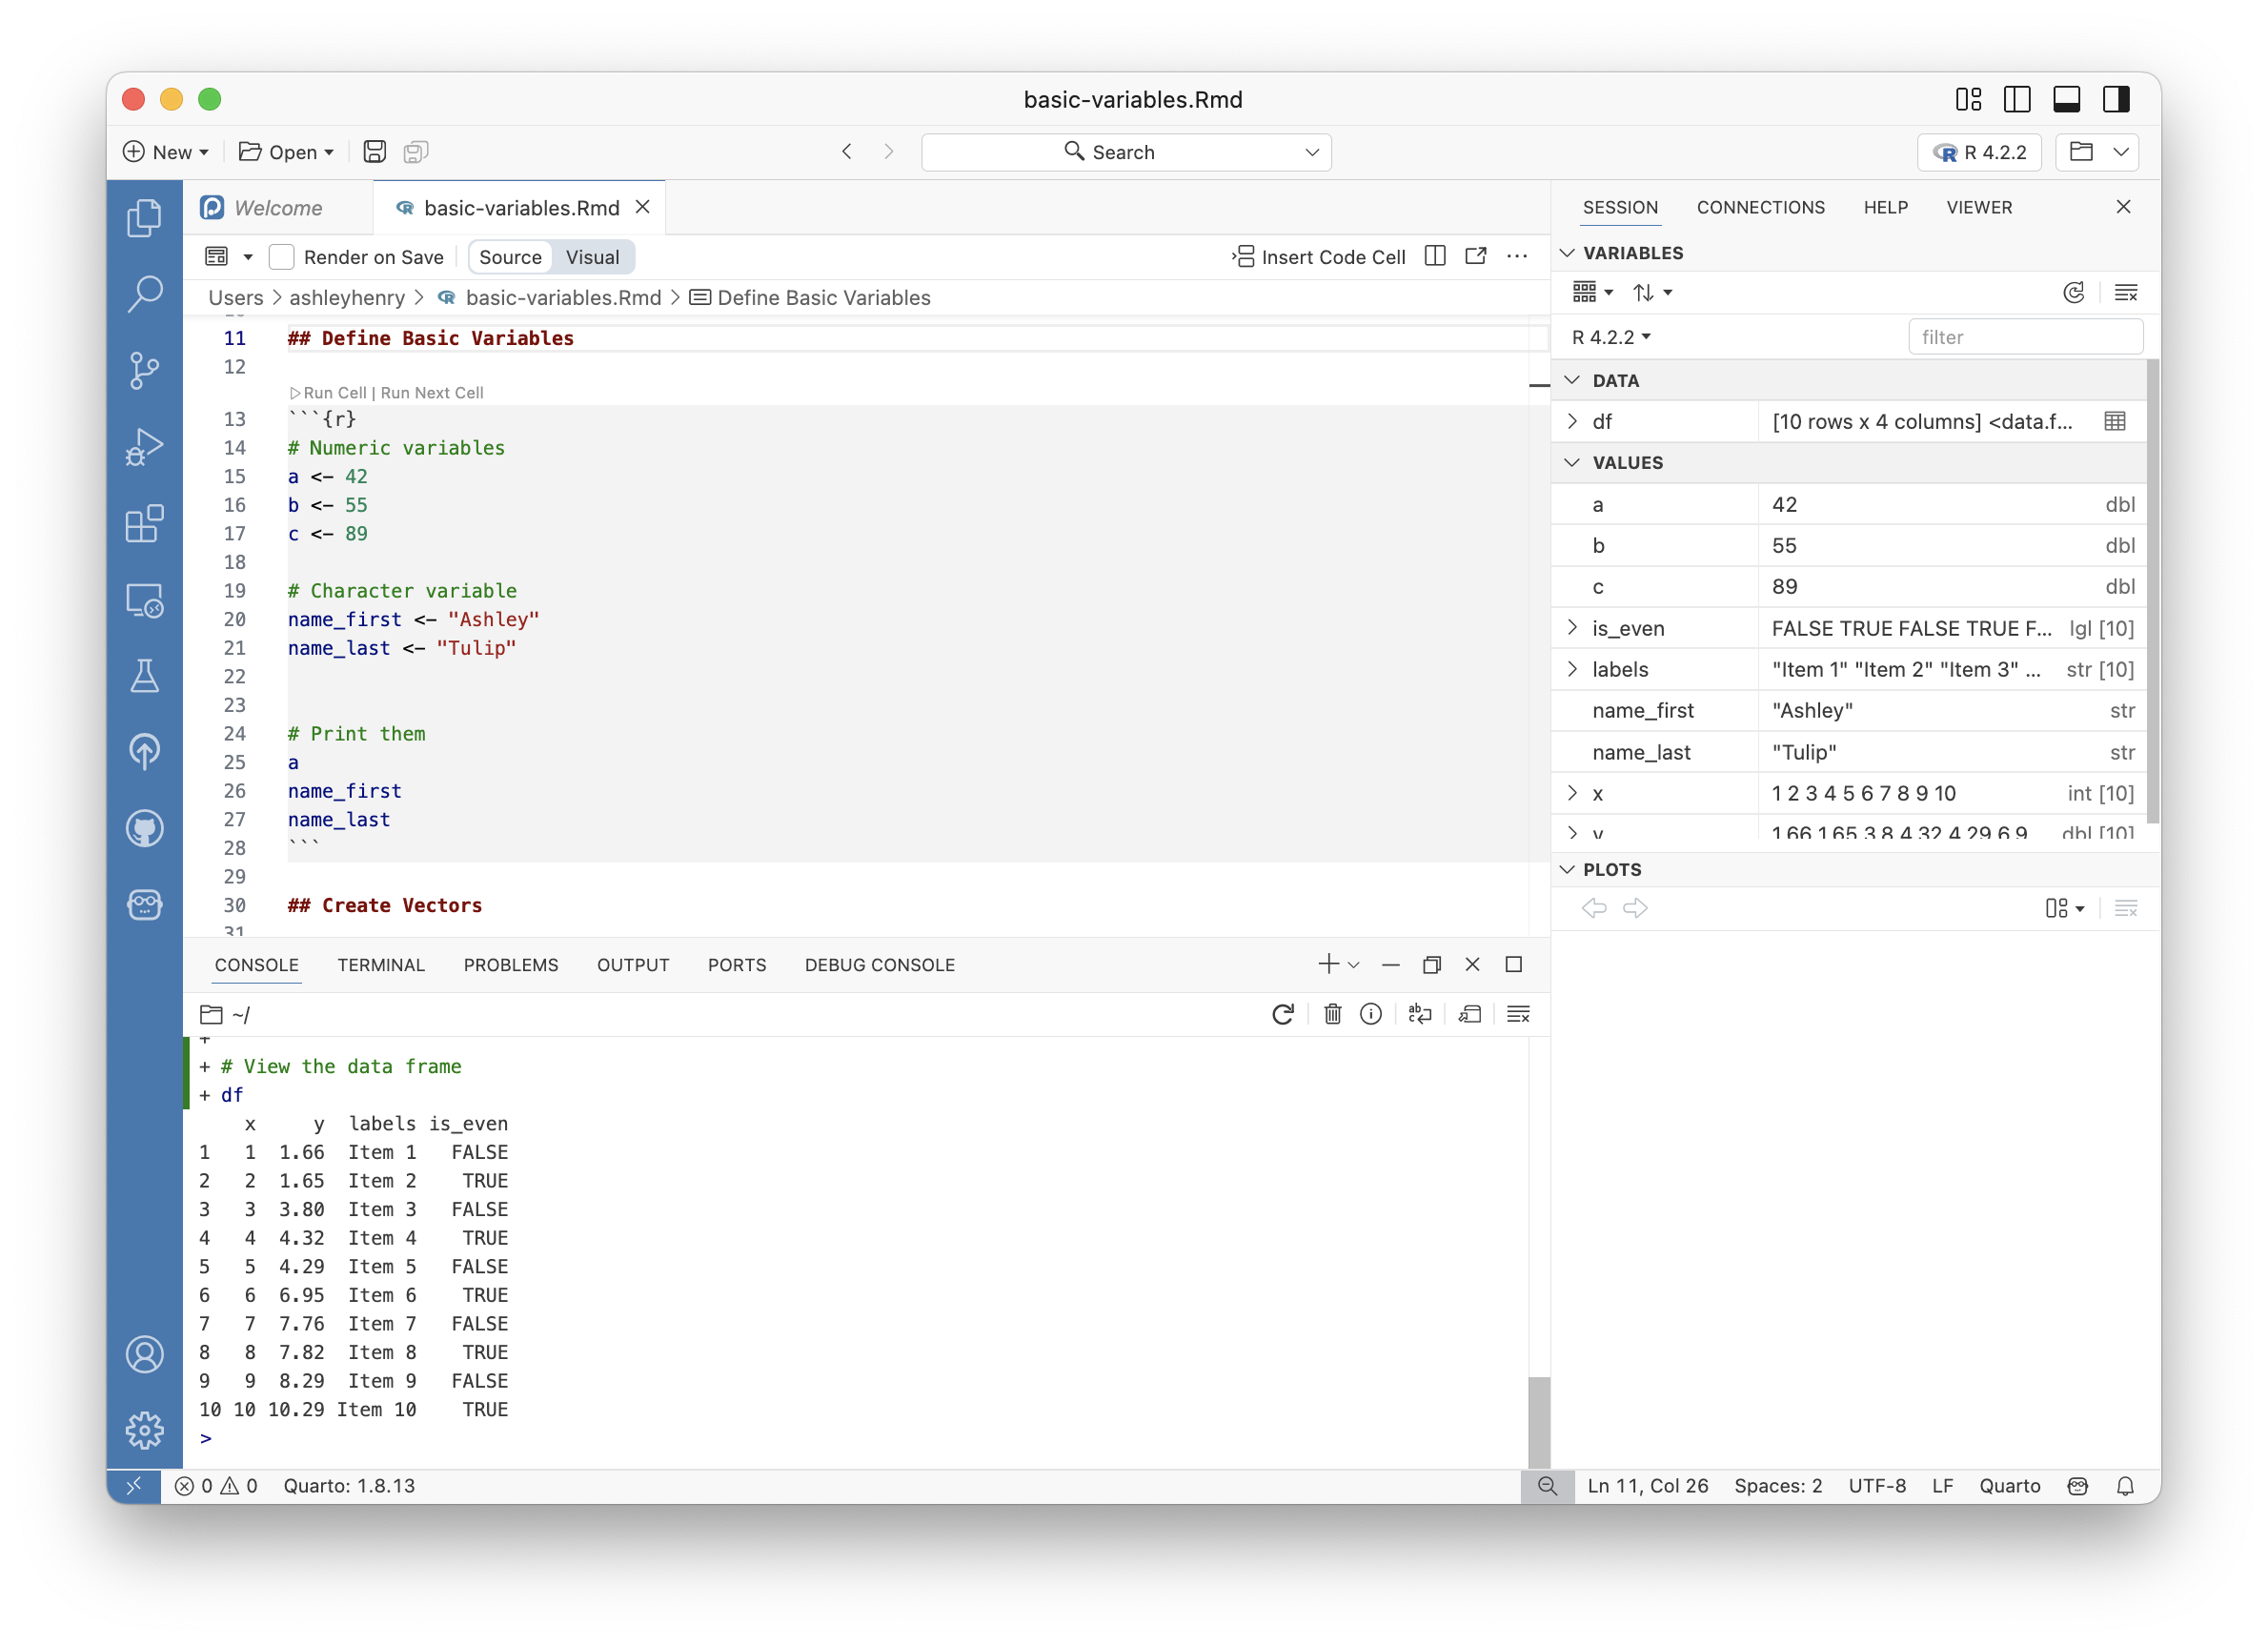 basic-variables.Rmd
New Open Search R 4.2.2
Welcome basic-variables.Rmd
Render on Save Source Visual Insert Code Cell
Users > ashleyhenry > basic-variables.Rmd > Define Basic Variables
11 ## Define Basic Variables
12
Run Cell | Run Next Cell
13 ```{r}
14 # Numeric variables
15 a <- 42
16 b <- 55
17 c <- 89
18
19 # Character variable
20 name_first <- "Ashley"
21 name_last <- "Tulip"
22
23
24 # Print them
25 a
26 name_first
27 name_last
28 ```
29
30 ## Create Vectors
31
SESSION CONNECTIONS HELP VIEWER
VARIABLES
R 4.2.2 filter
DATA
df [10 rows x 4 columns] <data.f...
VALUES
a 42 dbl
b 55 dbl
c 89 dbl
is_even FALSE TRUE FALSE TRUE F... lgl [10]
labels "Item 1" "Item 2" "Item 3" ... str [10]
name_first "Ashley" str
name_last "Tulip" str
x 1 2 3 4 5 6 7 8 9 10 int [10]
y 1.66 1.65 3.8 4.32 4.29 6.9 dbl [10]
PLOTS
CONSOLE TERMINAL PROBLEMS OUTPUT PORTS DEBUG CONSOLE
~/
+
+ # View the data frame
+ df
x y labels is_even
1 1 1.66 Item 1 FALSE
2 2 1.65 Item 2 TRUE
3 3 3.80 Item 3 FALSE
4 4 4.32 Item 4 TRUE
5 5 4.29 Item 5 FALSE
6 6 6.95 Item 6 TRUE
7 7 7.76 Item 7 FALSE
8 8 7.82 Item 8 TRUE
9 9 8.29 Item 9 FALSE
10 10 10.29 Item 10 TRUE
>
0 0 Quarto: 1.8.13 Ln 11, Col 26 Spaces: 2 UTF-8 LF Quarto